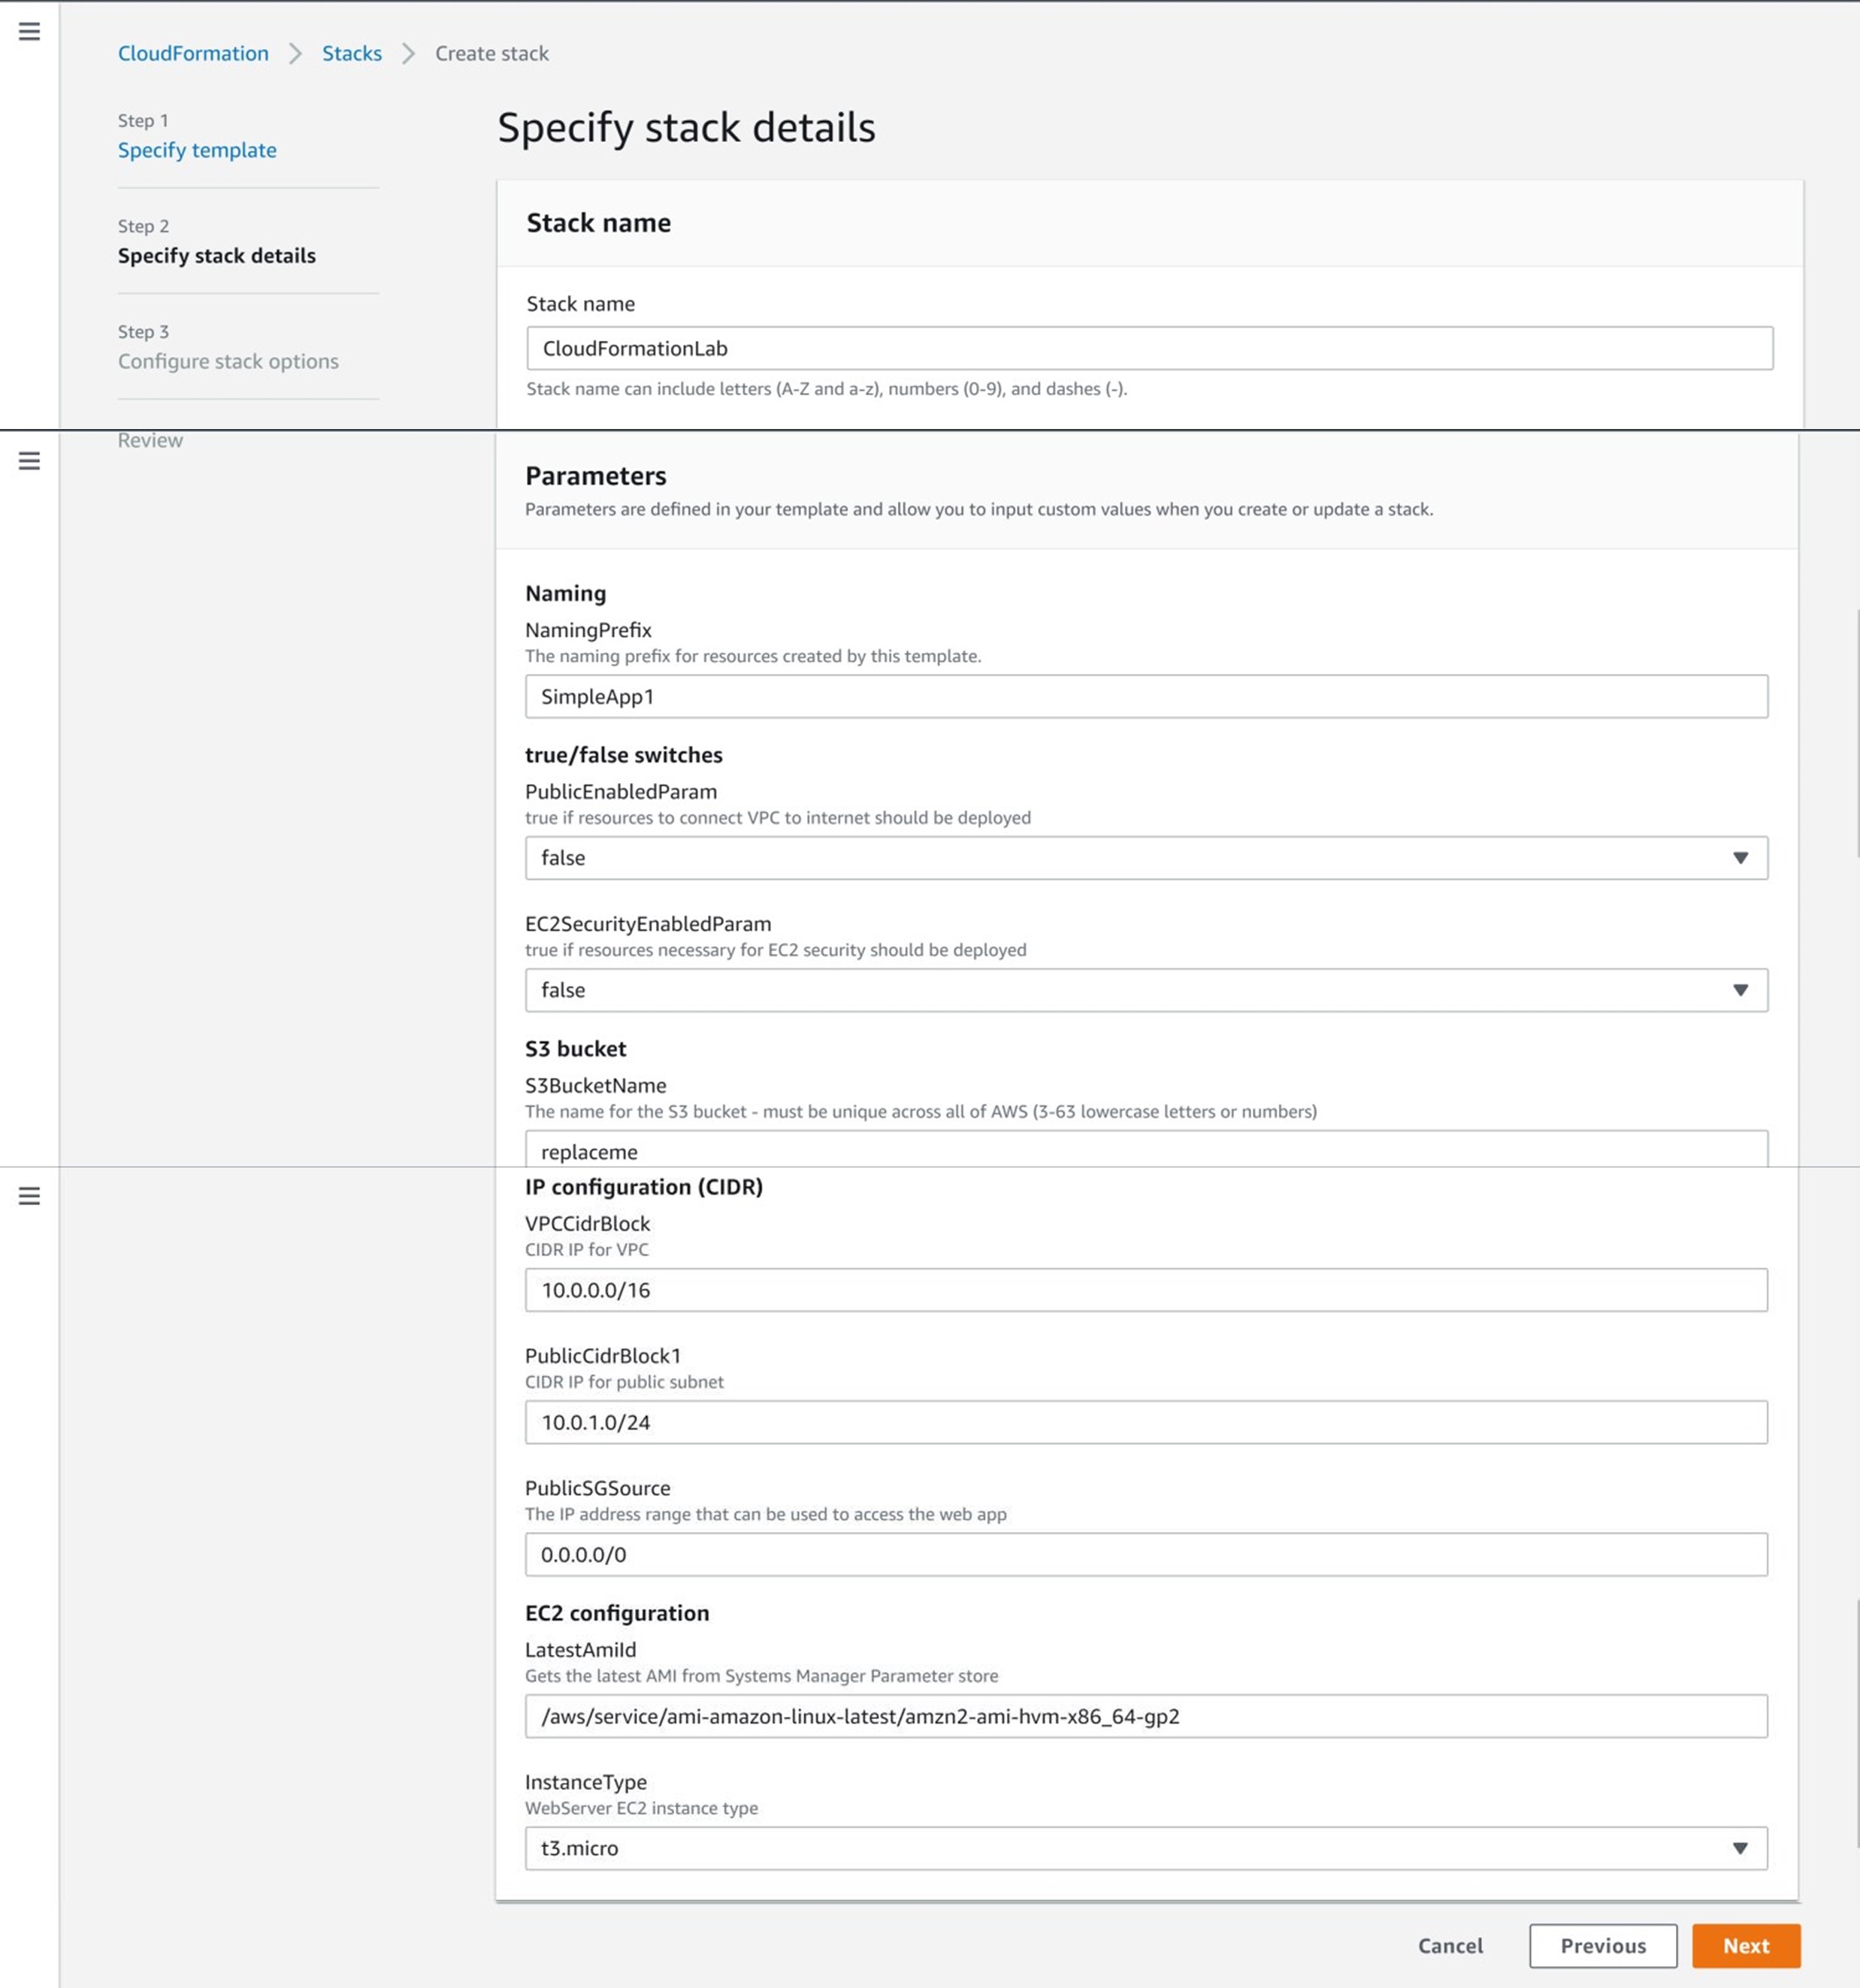 CloudFormation > Stacks > Create stack
Step 1
Specify template
Step 2
Specify stack details
Step 3
Configure stack options
Review
Specify stack details
Stack name
Stack name
CloudFormationLab
Stack name can include letters (A-Z and a-z), numbers (0-9), and dashes (-).
Parameters
Parameters are defined in your template and allow you to input custom values when you create or update a stack.
Naming
NamingPrefix
The naming prefix for resources created by this template.
SimpleApp1
true/false switches
PublicEnabledParam
true if resources to connect VPC to internet should be deployed
false
EC2SecurityEnabledParam
true if resources necessary for EC2 security should be deployed
false
S3 bucket
S3BucketName
The name for the S3 bucket - must be unique across all of AWS (3-63 lowercase letters or numbers)
replaceme
IP configuration (CIDR)
VPCCidrBlock
CIDR IP for VPC
10.0.0.0/16
PublicCidrBlock1
CIDR IP for public subnet
10.0.1.0/24
PublicSGSource
The IP address range that can be used to access the web app
0.0.0.0/0
EC2 configuration
LatestAmiId
Gets the latest AMI from Systems Manager Parameter store
/aws/service/ami-amazon-linux-latest/amzn2-ami-hvm-x86_64-gp2
InstanceType
WebServer EC2 instance type
t3.micro
Cancel
Previous
Next